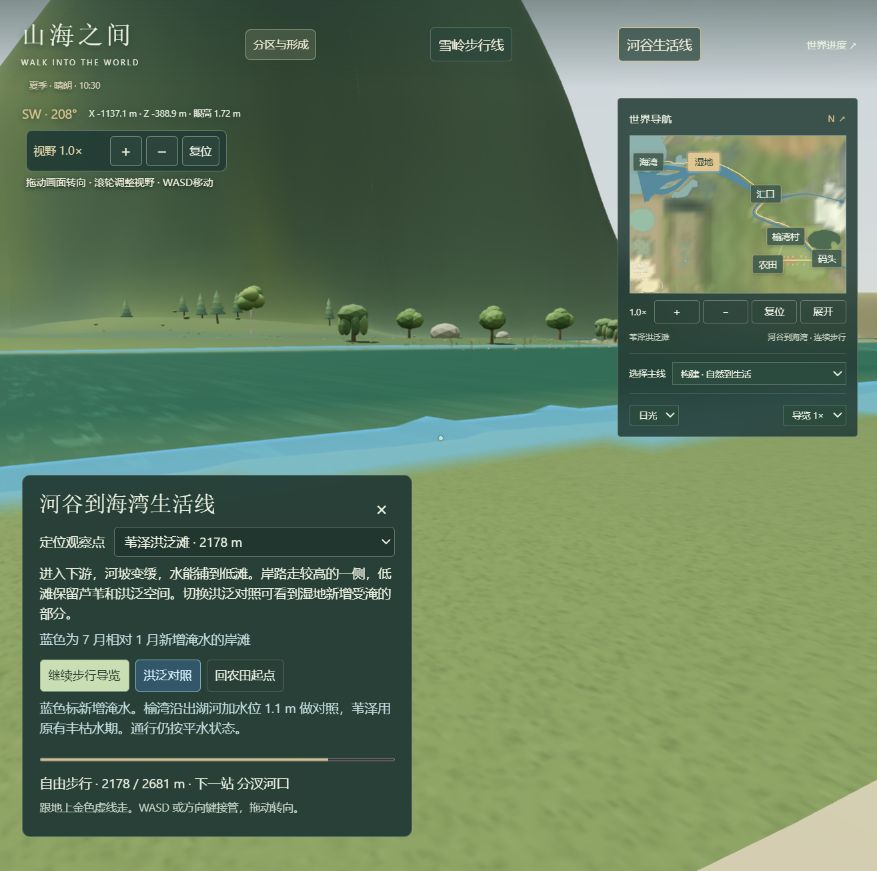 山海之间
WALK INTO THE WORLD
夏季 · 晴朗 · 10:30
分区与形成
雪岭步行线
河谷生活线
世界进度 ↗
SW · 208° X -1137.1 m · Z -388.9 m · 眼高 1.72 m
视野 1.0× + − 复位
拖动画面转向 · 滚轮调整视野 · WASD移动
世界导航 N ↗
海湾
湿地
汇口
榆湾村
农田
码头
1.0× + − 复位 展开
苇泽洪泛滩 河谷到海湾 · 连续步行
选择主线 构建 · 自然到生活
日光 导览 1×
河谷到海湾生活线 ×
定位观察点 苇泽洪泛滩 · 2178 m
进入下游，河坡变缓，水能铺到低滩。岸路走较高的一侧，低
滩保留芦苇和洪泛空间。切换洪泛对照可看到湿地新增受淹的
部分。
蓝色为 7 月相对 1 月新增淹水的岸滩
继续步行导览 洪泛对照 回农田起点
蓝色标新增淹水。榆湾沿出湖河加水位 1.1 m 做对照，苇泽用
原有丰枯水期。通行仍按平水状态。
自由步行 · 2178 / 2681 m · 下一站 分汊河口
跟地上金色虚线走。WASD 或方向键接管，拖动转向。